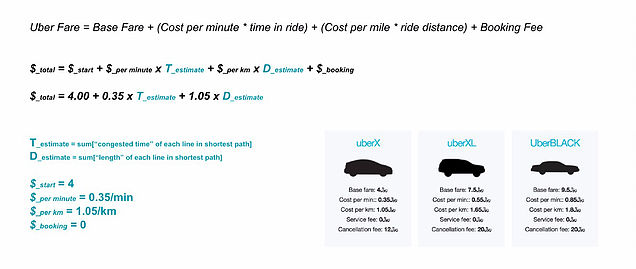 Uber Fare = Base Fare + (Cost per minute * time in ride) + (Cost per mile * ride distance) + Booking Fee
$_total = $_start + $_per minute x T_estimate + $_per km x D_estimate + $_booking
$_total = 4.00 + 0.35 x T_estimate + 1.05 x D_estimate
T_estimate = sum["congested time" of each line in shortest path]
D_estimate = sum["length" of each line in shortest path]
$_start = 4
$_per minute = 0.35/min
$_per km = 1.05/km
$_booking = 0
uberX
Base fare: 4
Cost per min:: 0.35
Cost per km: 1.05
Service fee: 0
Cancellation fee: 12
uberXL
Base fare: 7.5
Cost per min:: 0.55
Cost per km: 1.65
Service fee: 0
Cancellation fee: 20
UberBLACK
Base fare: 9.5
Cost per min:: 0.85
Cost per km: 1.8
Service fee: 0
Cancellation fee: 20